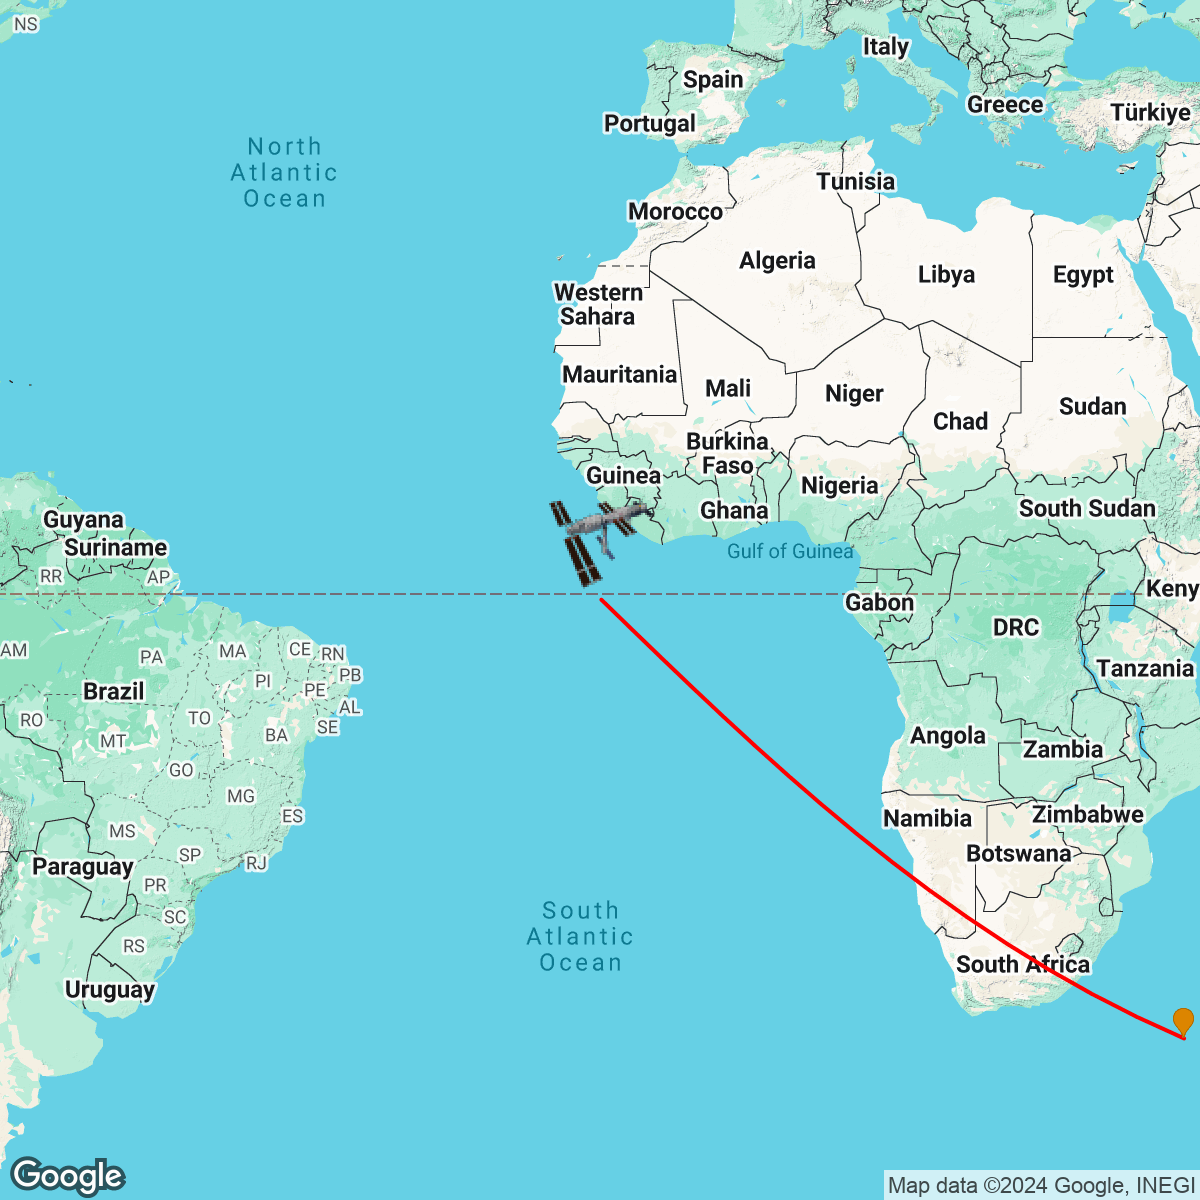 NS
Italy
Spain
Greece
Türkiye
Portugal
North
Atlantic
Ocean
Tunisia
Morocco
Algeria
Libya
Egypt
Western
Sahara
Mauritania
Mali
Niger
Chad
Sudan
Burkina
Faso
Guinea
Nigeria
Ghana
South Sudan
Guyana
Suriname
Gulf of Guinea
RR
AP
Keny
Gabon
DRC
AM
PA
MA
CE
RN
PB
PI
PE
AL
Tanzania
Brazil
RO
TO
SE
BA
MT
Angola
Zambia
GO
MG
ES
Namibia
Zimbabwe
MS
SP
RJ
Botswana
Paraguay
PR
SC
South
Atlantic
Ocean
RS
South Africa
Uruguay
Google
Map data ©2024 Google, INEGI